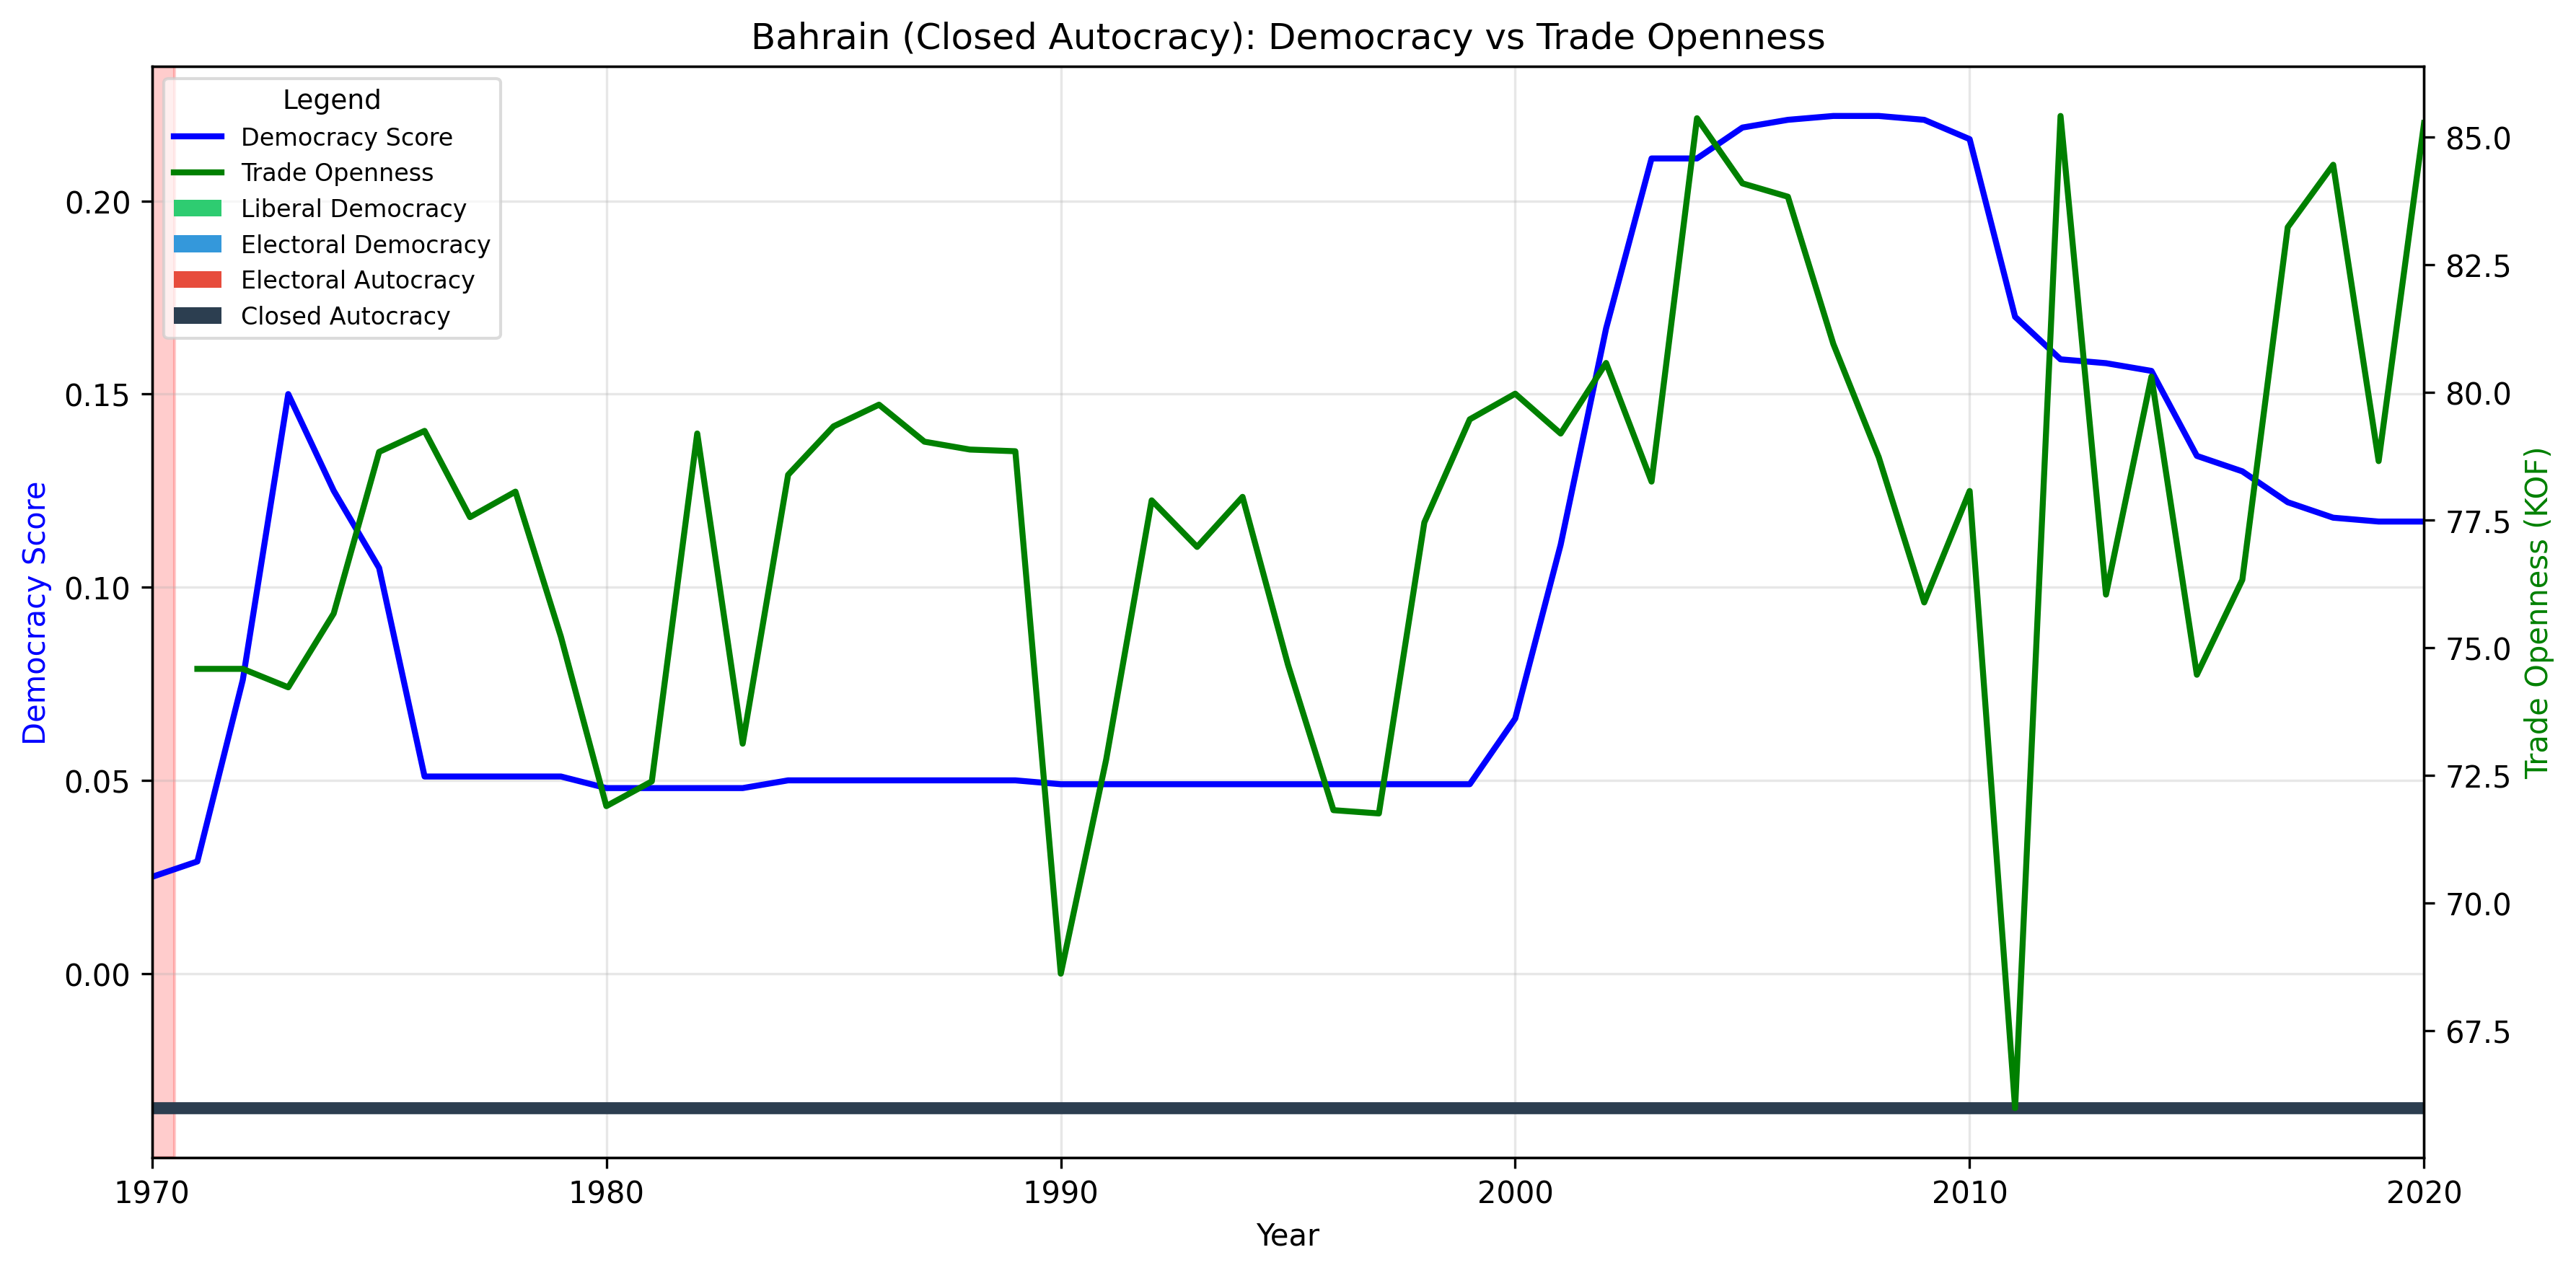 Bahrain (Closed Autocracy): Democracy vs Trade Openness
Legend
Democracy Score
Trade Openness
Liberal Democracy
Electoral Democracy
Electoral Autocracy
Closed Autocracy
Democracy Score
0.20
0.15
0.10
0.05
0.00
85.0
82.5
80.0
77.5
75.0
72.5
70.0
67.5
Trade Openness (KOF)
1970
1980
1990
2000
2010
2020
Year